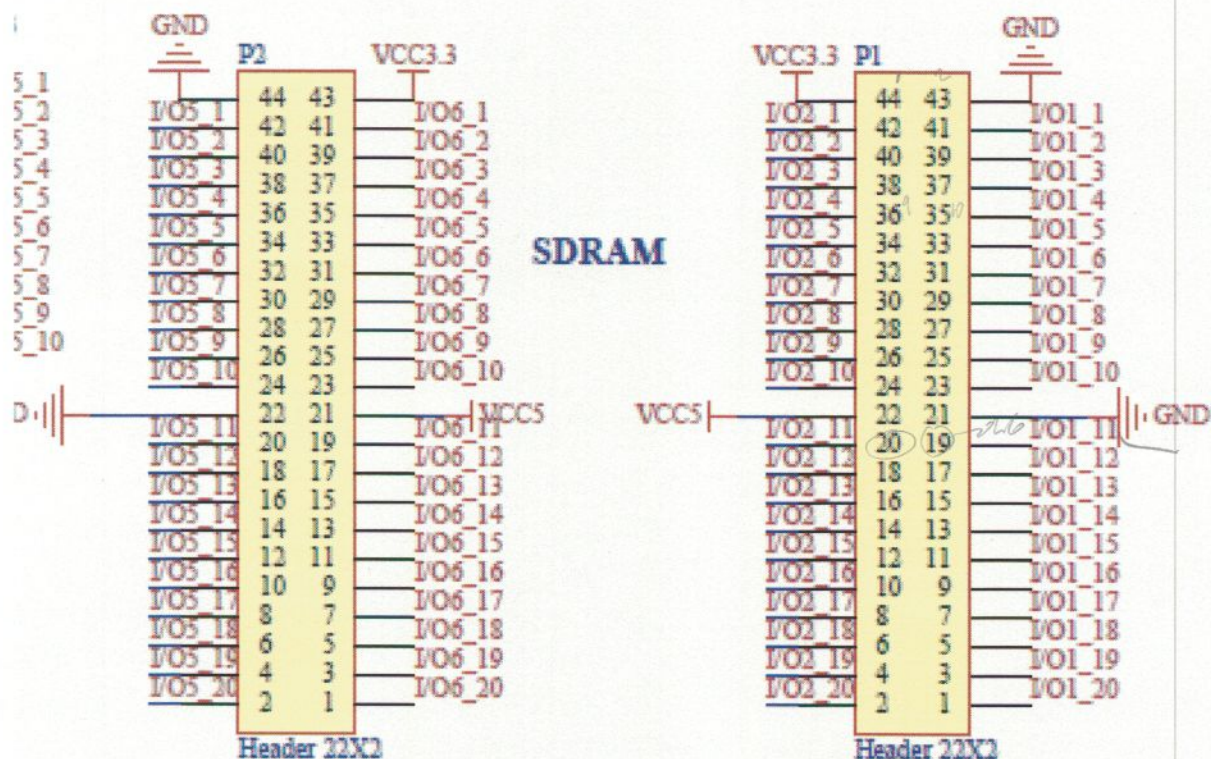 GND
P2
VCC3.3
44 43
I/O5_1 42 41 I/O6_1
I/O5_2 40 39 I/O6_2
I/O5_3 38 37 I/O6_3
I/O5_4 36 35 I/O6_4
I/O5_5 34 33 I/O6_5
I/O5_6 32 31 I/O6_6
I/O5_7 30 29 I/O6_7
I/O5_8 28 27 I/O6_8
I/O5_9 26 25 I/O6_9
I/O5_10 24 23 I/O6_10
22 21 VCC5
I/O5_11 20 19 I/O6_11
I/O5_12 18 17 I/O6_12
I/O5_13 16 15 I/O6_13
I/O5_14 14 13 I/O6_14
I/O5_15 12 11 I/O6_15
I/O5_16 10 9 I/O6_16
I/O5_17 8 7 I/O6_17
I/O5_18 6 5 I/O6_18
I/O5_19 4 3 I/O6_19
I/O5_20 2 1 I/O6_20
Header 22X2
5_1
5_2
5_3
5_4
5_5
5_6
5_7
5_8
5_9
5_10
D
SDRAM
VCC3.3
P1
GND
44 43
I/O2_1 42 41 I/O1_1
I/O2_2 40 39 I/O1_2
I/O2_3 38 37 I/O1_3
I/O2_4 36 35 I/O1_4
I/O2_5 34 33 I/O1_5
I/O2_6 32 31 I/O1_6
I/O2_7 30 29 I/O1_7
I/O2_8 28 27 I/O1_8
I/O2_9 26 25 I/O1_9
I/O2_10 24 23 I/O1_10
VCC5 22 21 GND
I/O2_11 20 19 I/O1_11
I/O2_12 18 17 I/O1_12
I/O2_13 16 15 I/O1_13
I/O2_14 14 13 I/O1_14
I/O2_15 12 11 I/O1_15
I/O2_16 10 9 I/O1_16
I/O2_17 8 7 I/O1_17
I/O2_18 6 5 I/O1_18
I/O2_19 4 3 I/O1_19
I/O2_20 2 1 I/O1_20
Header 22X2